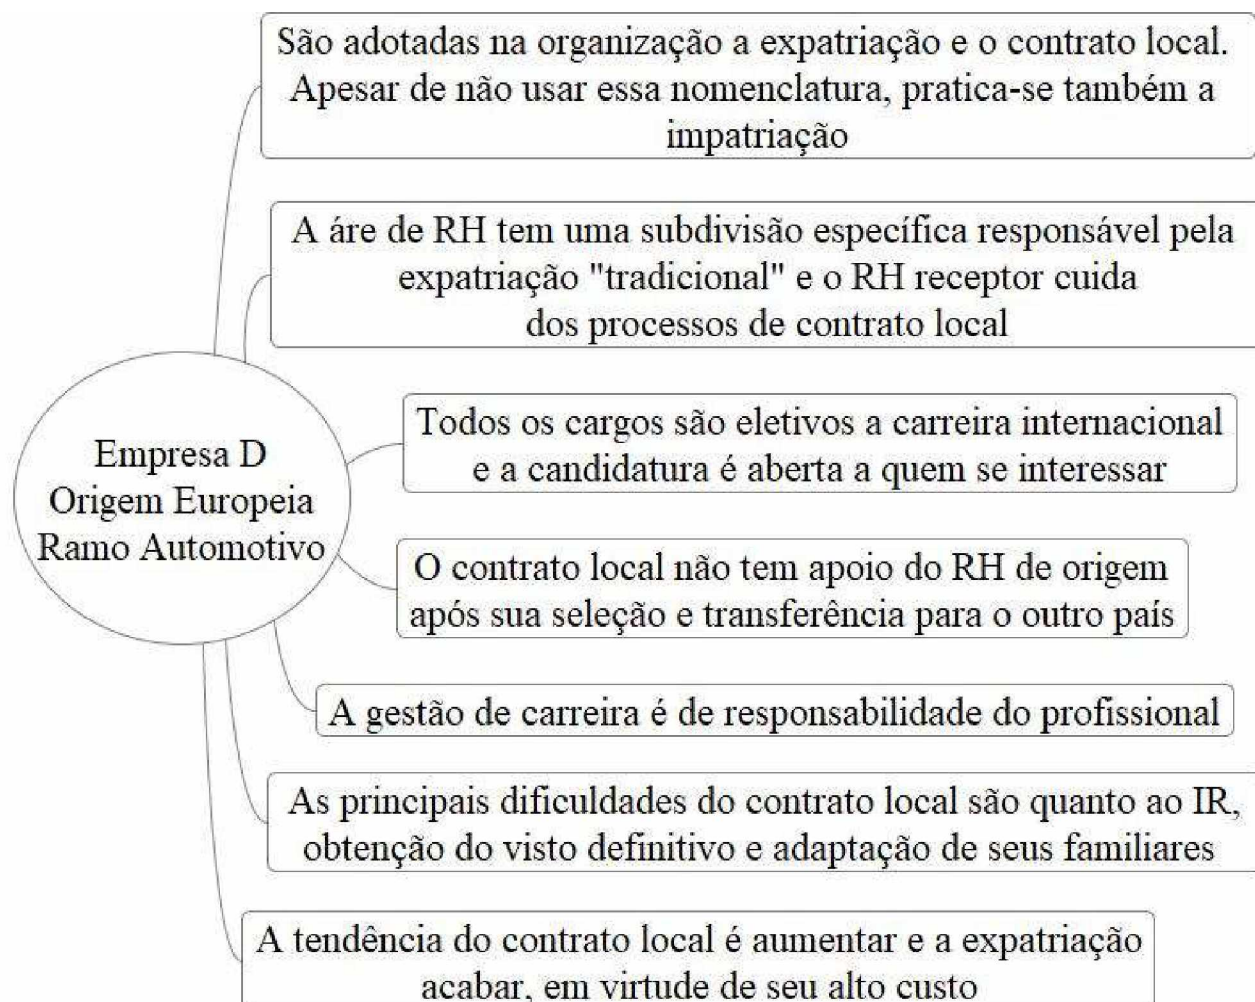 São adotadas na organização a expatriação e o contrato local.
Apesar de não usar essa nomenclatura, pratica-se também a
impatriação
A áre de RH tem uma subdivisão específica responsável pela
expatriação "tradicional" e o RH receptor cuida
dos processos de contrato local
Empresa D
Origem Europeia
Ramo Automotivo
Todos os cargos são eletivos a carreira internacional
e a candidatura é aberta a quem se interessar
O contrato local não tem apoio do RH de origem
após sua seleção e transferência para o outro país
A gestão de carreira é de responsabilidade do profissional
As principais dificuldades do contrato local são quanto ao IR,
obtenção do visto definitivo e adaptação de seus familiares
A tendência do contrato local é aumentar e a expatriação
acabar, em virtude de seu alto custo